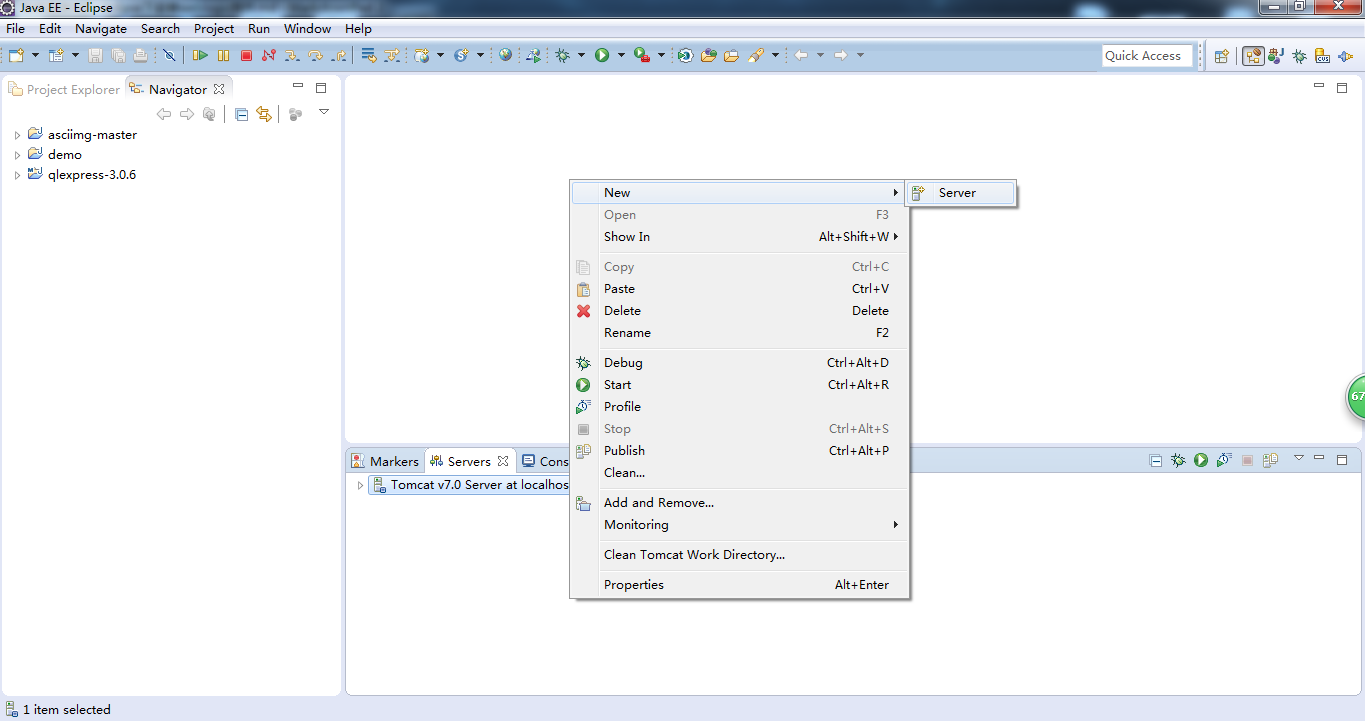 Java EE - Eclipse
File Edit Navigate Search Project Run Window Help
Quick Access
Project Explorer Navigator
asciimg-master
demo
qlexpress-3.0.6
New
Server
Open F3
Show In Alt+Shift+W
Copy Ctrl+C
Paste Ctrl+V
Delete Delete
Rename F2
Debug Ctrl+Alt+D
Start Ctrl+Alt+R
Profile
Stop Ctrl+Alt+S
Publish Ctrl+Alt+P
Clean...
Add and Remove...
Monitoring
Clean Tomcat Work Directory...
Properties Alt+Enter
67
Markers Servers Cons
Tomcat v7.0 Server at localhos
1 item selected